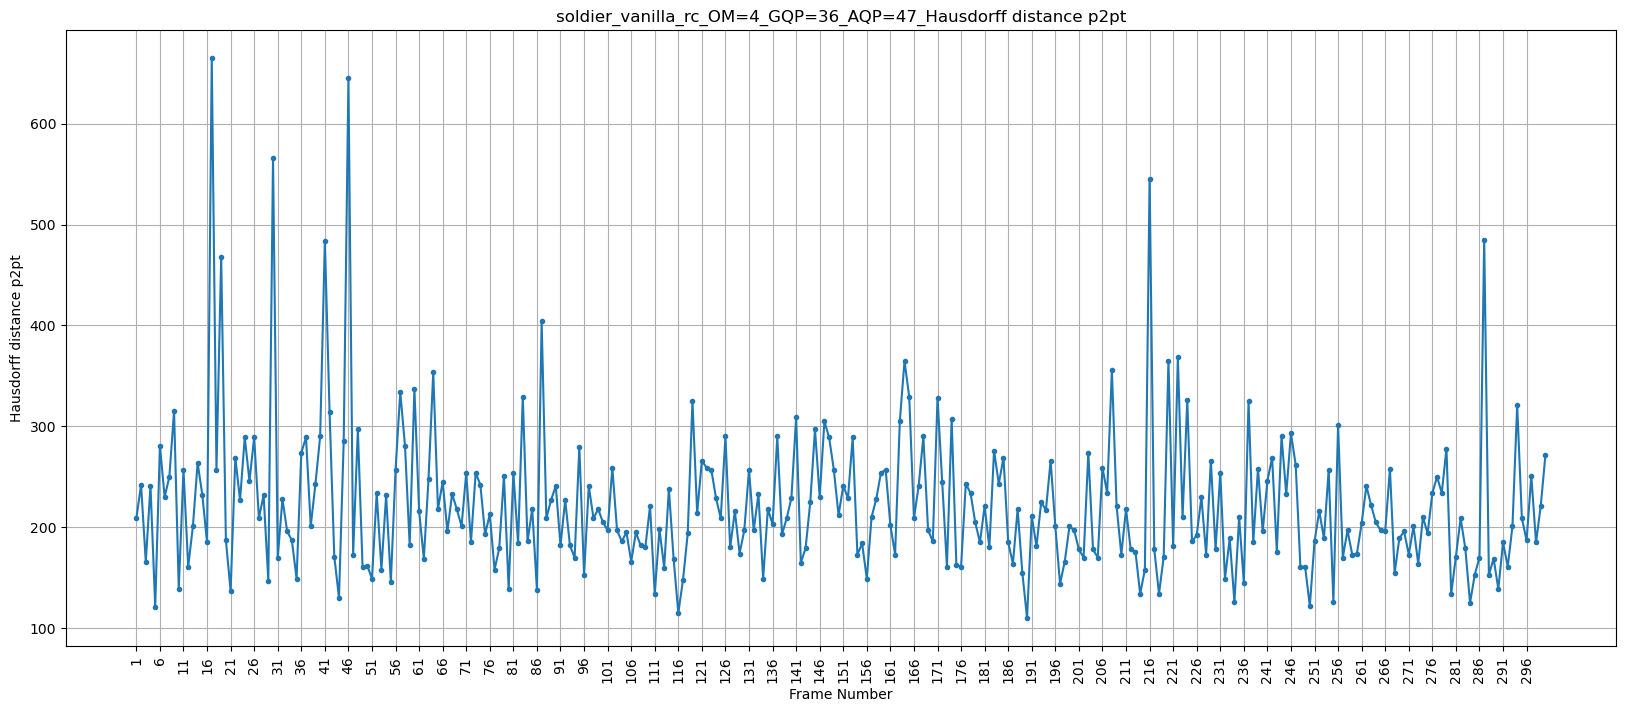 soldier_vanilla_rc_OM=4_GQP=36_AQP=47_Hausdorff distance p2pt
Hausdorff distance p2pt
600
500
400
300
200
100
1 6 11 16 21 26 31 36 41 46 51 56 61 66 71 76 81 86 91 96 101 106 111 116 121 126 131 136 141 146 151 156 161 166 171 176 181 186 191 196 201 206 211 216 221 226 231 236 241 246 251 256 261 266 271 276 281 286 291 296
Frame Number